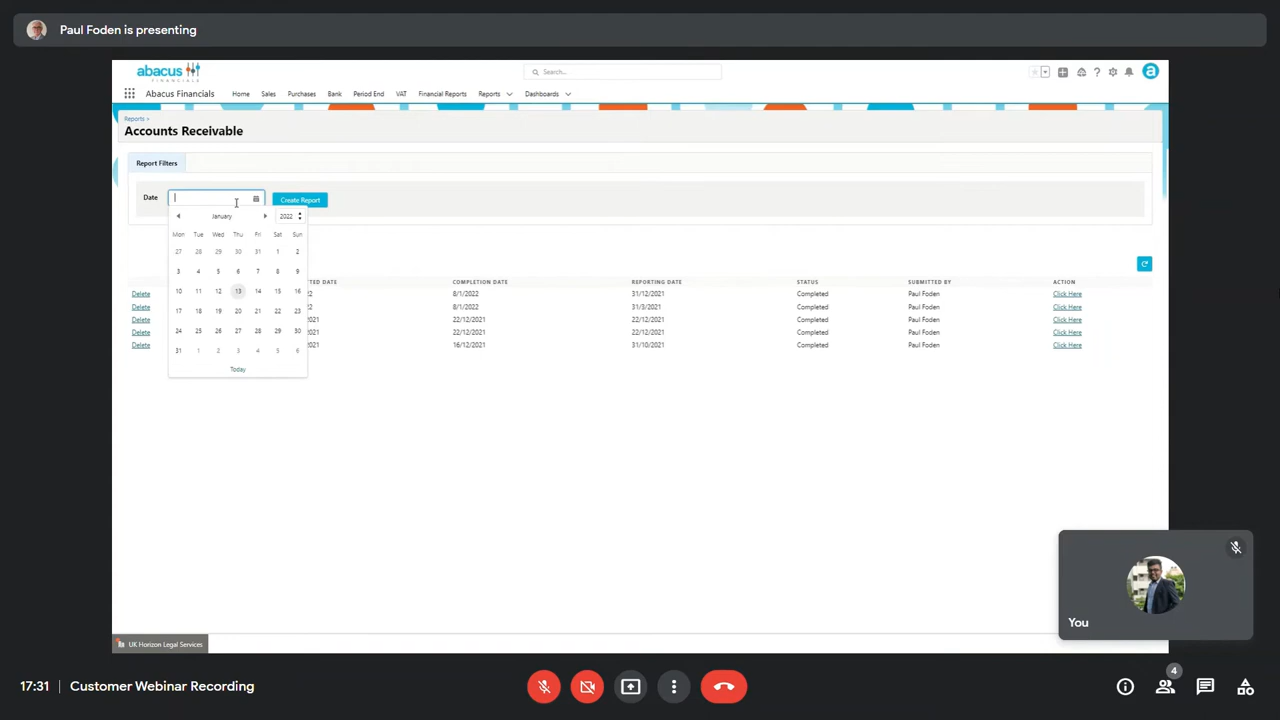 Paul Foden is presenting
abacus
FINANCIALS
Search...
Abacus Financials Home Sales Purchases Bank Period End VAT Financial Reports Reports Dashboards
Reports >
Accounts Receivable
Report Filters
Date Create Report
January 2022
Mon Tue Wed Thu Fri Sat Sun
27 28 29 30 31 1 2
3 4 5 6 7 8 9
10 11 12 13 14 15 16
17 18 19 20 21 22 23
24 25 26 27 28 29 30
31 1 2 3 4 5 6
Today
TED DATE COMPLETION DATE REPORTING DATE STATUS SUBMITTED BY ACTION
Delete 22 8/1/2022 31/12/2021 Completed Paul Foden Click Here
Delete 22 8/1/2022 31/3/2021 Completed Paul Foden Click Here
Delete 2021 22/12/2021 22/12/2021 Completed Paul Foden Click Here
Delete 2021 22/12/2021 22/12/2021 Completed Paul Foden Click Here
Delete 2021 16/12/2021 31/10/2021 Completed Paul Foden Click Here
You
UK Horizon Legal Services
17:31 | Customer Webinar Recording
4